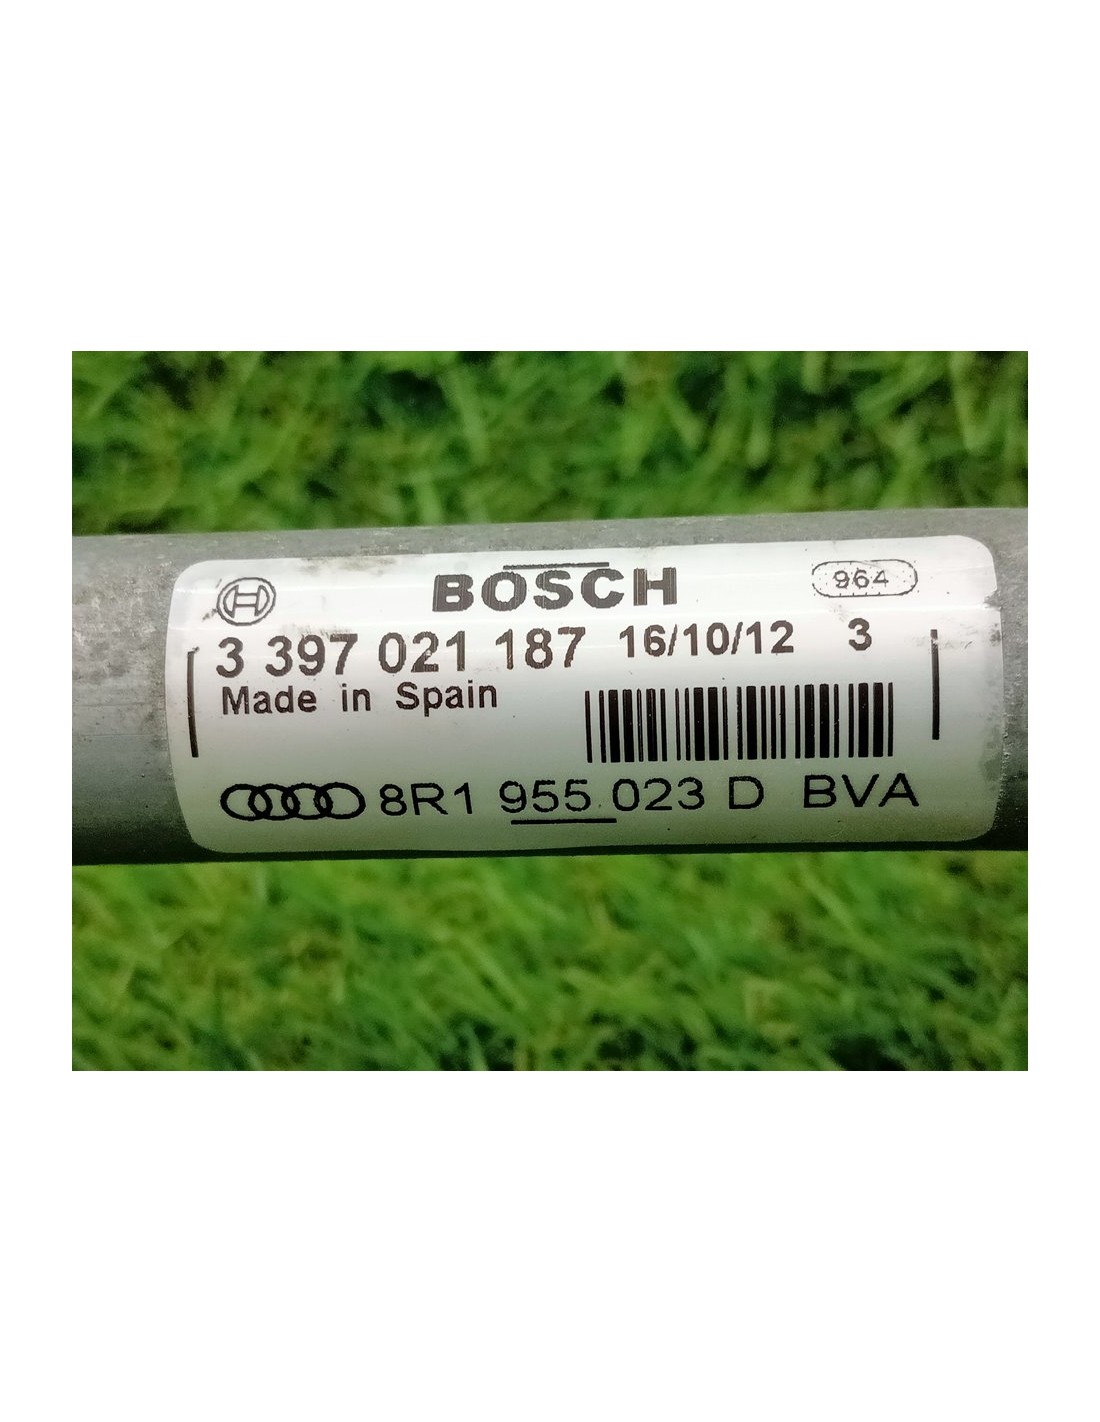 BOSCH 964
3 397 021 187 16/10/12 3
Made in Spain
8R1 955 023 D BVA